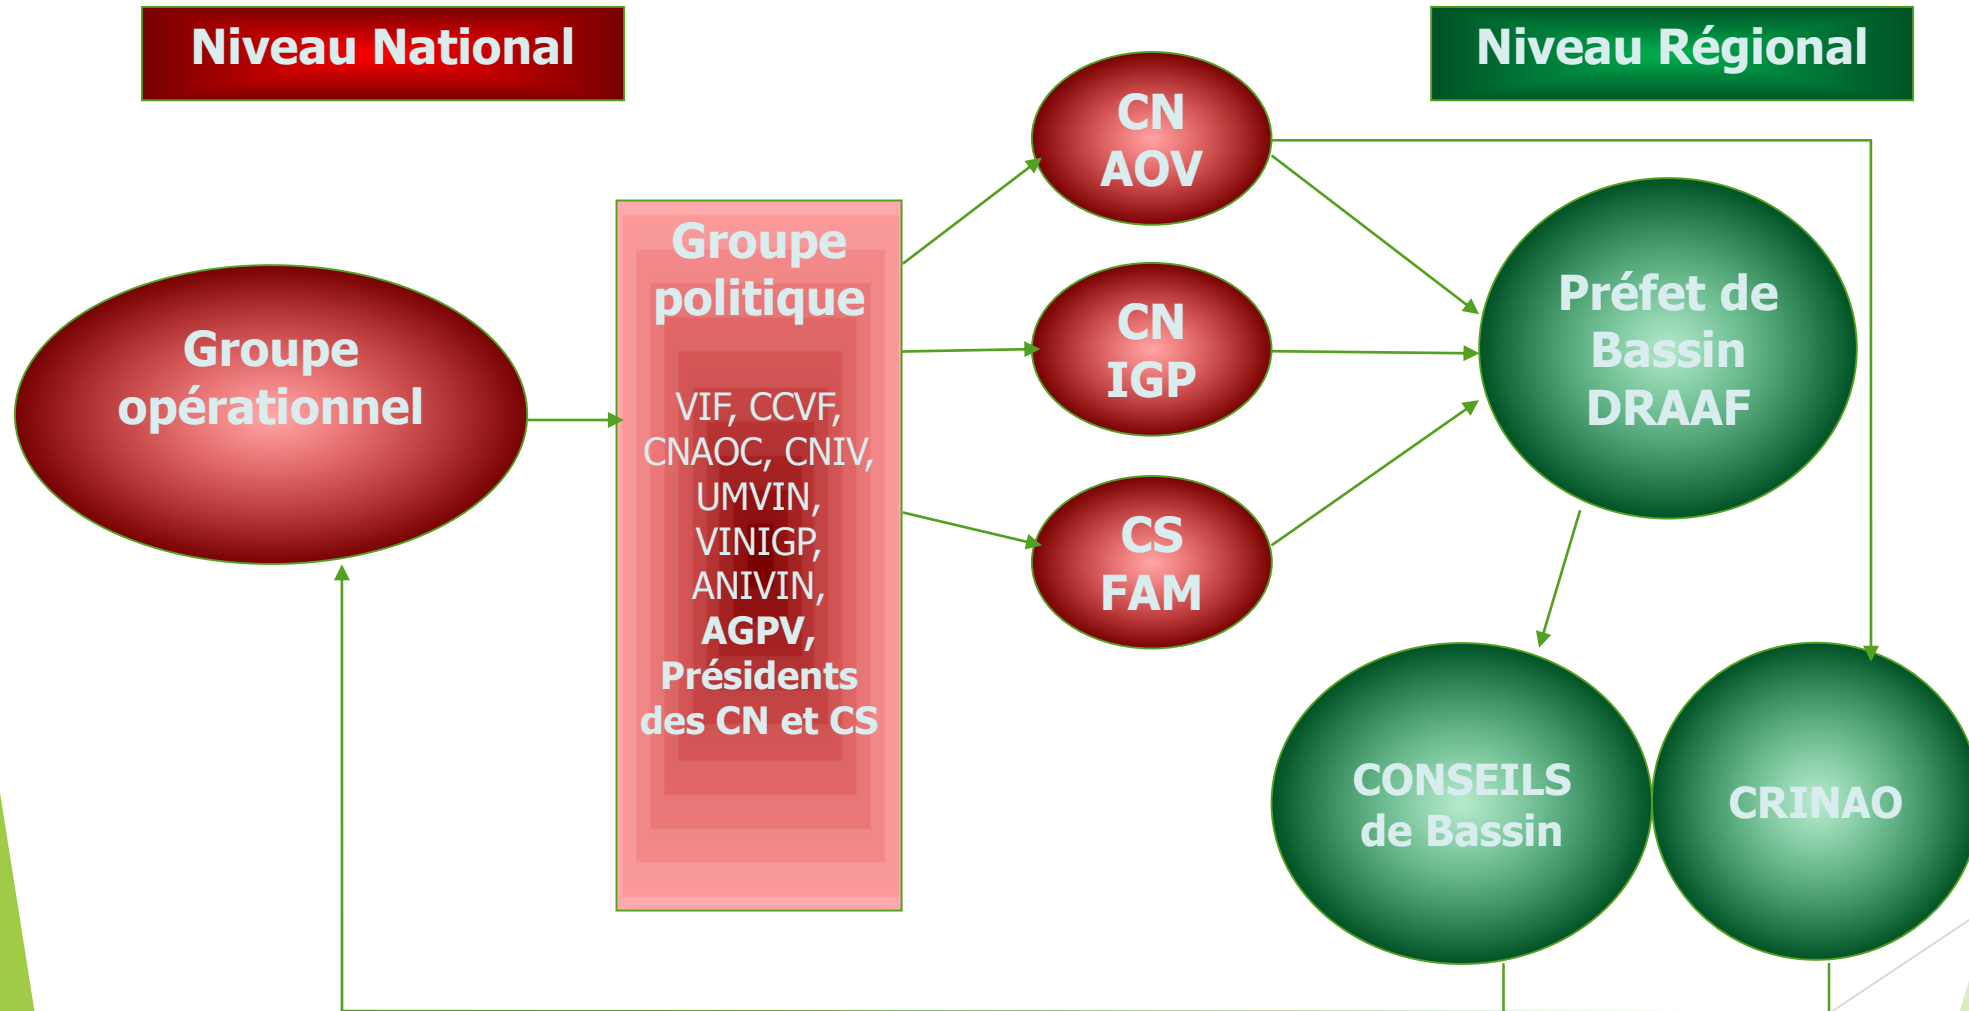 Niveau National
Niveau Régional
Groupe
opérationnel
Groupe
politique
VIF, CCVF,
CNAOC, CNIV,
UMVIN,
VINIGP,
ANIVIN,
AGPV,
Présidents
des CN et CS
CN
AOV
CN
IGP
CS
FAM
Préfet de
Bassin
DRAAF
CONSEILS
de Bassin
CRINAO